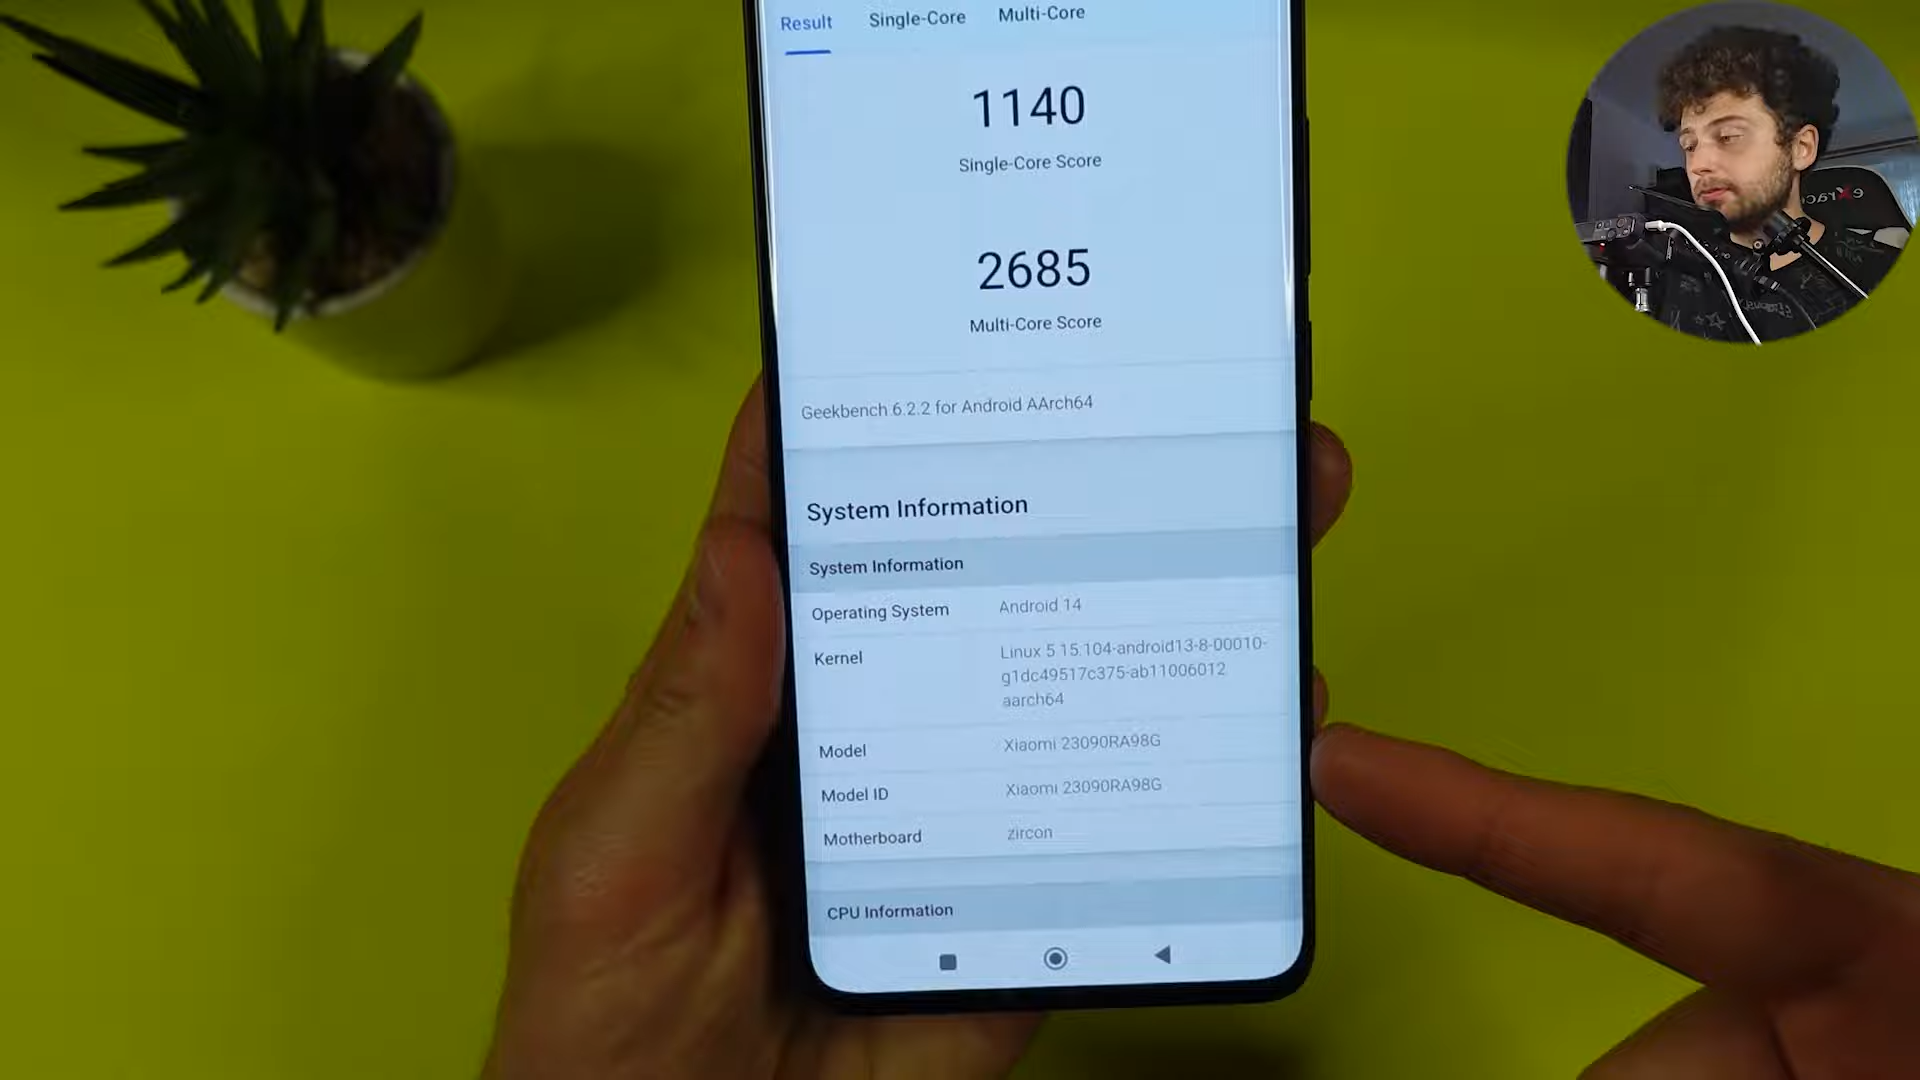 Result Single-Core Multi-Core
1140
Single-Core Score
2685
Multi-Core Score
Geekbench 6.2.2 for Android AArch64
System Information
System Information
Operating System Android 14
Kernel Linux 5.15.104-android13-8-00010-
g1dc49517c375-ab11006012
aarch64
Model Xiaomi 23090RA98G
Model ID Xiaomi 23090RA98G
Motherboard zircon
CPU Information